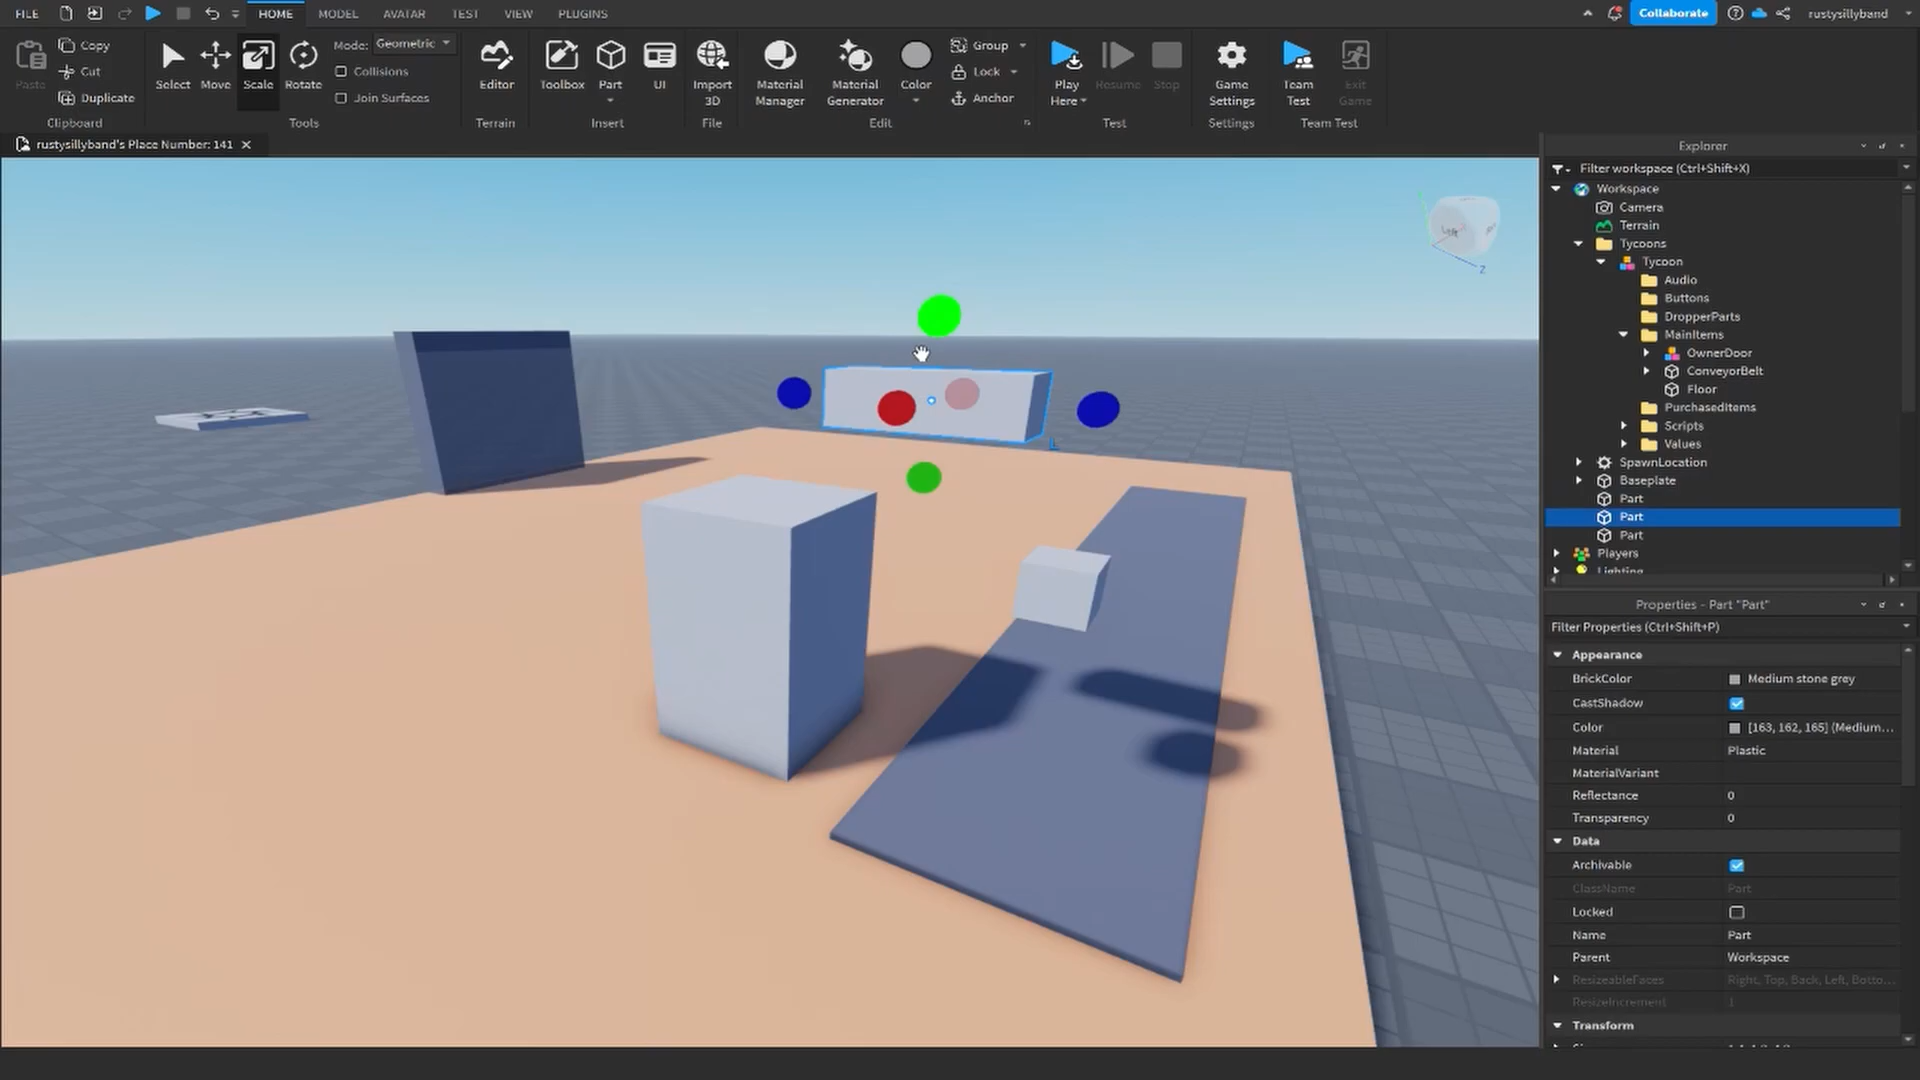 FILE HOME MODEL AVATAR TEST VIEW PLUGINS Collaborate rustysillyband
Paste Copy Cut Duplicate Clipboard
Select Move Scale Rotate Mode: Geometric Collisions Join Surfaces Tools
Editor Terrain
Toolbox Part UI Insert
Import 3D File
Material Manager Material Generator Color Group Lock Anchor Edit
Play Here Resume Stop Test
Game Settings Settings
Team Test Exit Game Team Test
rustysillyband's Place Number: 141
Left
Z
Explorer
Filter workspace (Ctrl+Shift+X)
Workspace
Camera
Terrain
Tycoons
Tycoon
Audio
Buttons
DropperParts
MainItems
OwnerDoor
ConveyorBelt
Floor
PurchasedItems
Scripts
Values
SpawnLocation
Baseplate
Part
Part
Part
Players
Lighting
Properties - Part "Part"
Filter Properties (Ctrl+Shift+P)
Appearance
BrickColor Medium stone grey
CastShadow
Color [163, 162, 165] (Medium...
Material Plastic
MaterialVariant
Reflectance 0
Transparency 0
Data
Archivable
ClassName Part
Locked
Name Part
Parent Workspace
ResizeableFaces Right, Top, Back, Left, Botto...
ResizeIncrement 1
Transform